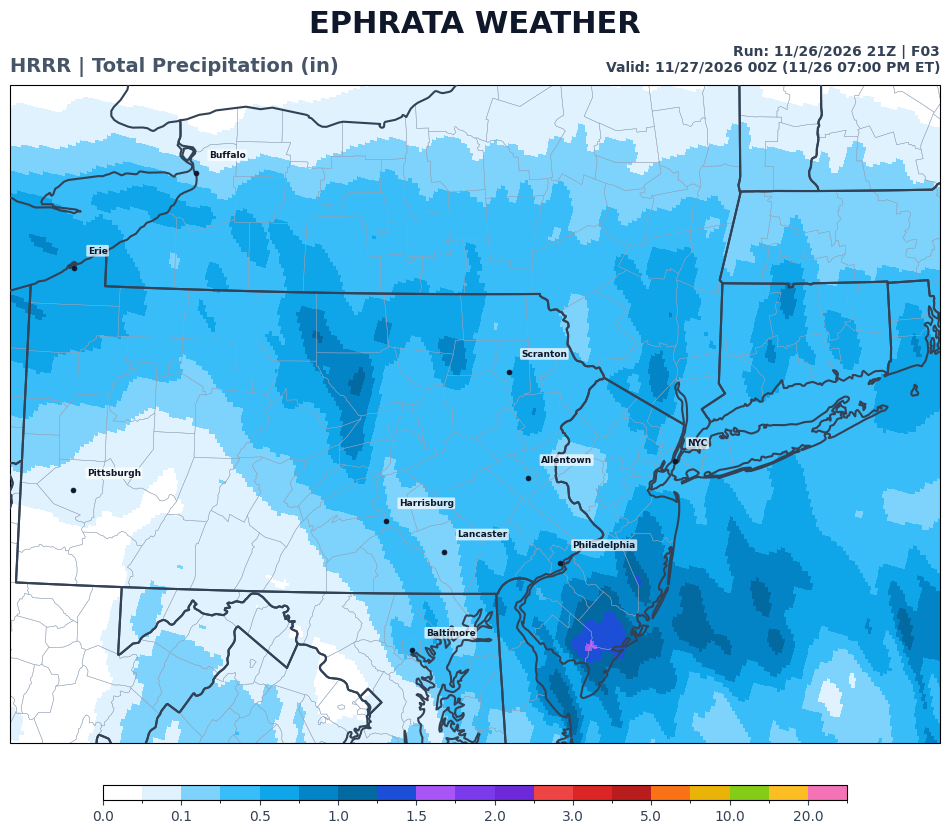 EPHRATA WEATHER
HRRR | Total Precipitation (in)
Run: 11/26/2026 21Z | F03
Valid: 11/27/2026 00Z (11/26 07:00 PM ET)
Buffalo
Erie
Scranton
NYC
Allentown
Pittsburgh
Harrisburg
Lancaster
Philadelphia
Baltimore
0.0 0.1 0.5 1.0 1.5 2.0 3.0 5.0 10.0 20.0